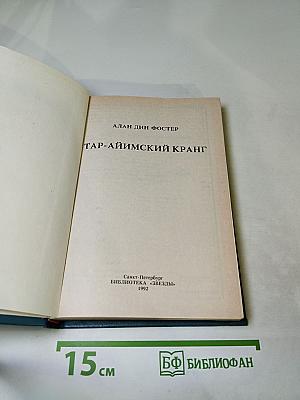 АЛАН ДИН ФОСТЕР
ТАР-АЙИМСКИЙ КРАНГ
Санкт-Петербург
БИБЛИОТЕКА «ЗВЕЗДЫ»
1992
15 см
БФ БИБЛИОФАН